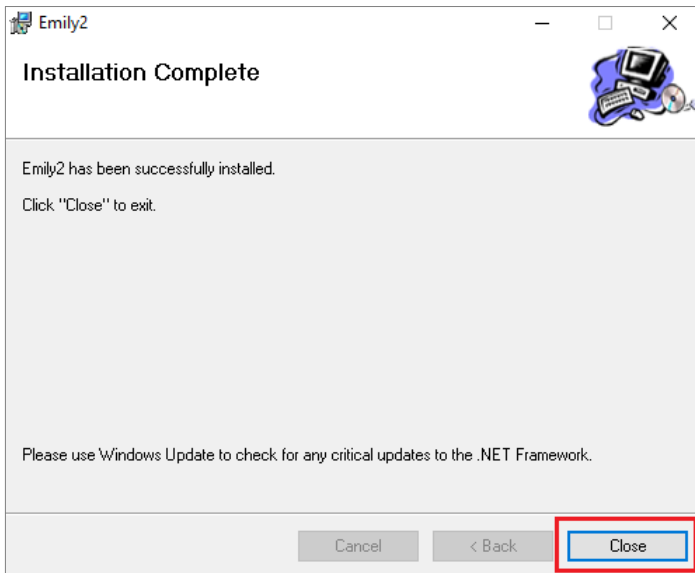 Emily2
Installation Complete
Emily2 has been successfully installed.
Click "Close" to exit.
Please use Windows Update to check for any critical updates to the .NET Framework.
Cancel
< Back
Close